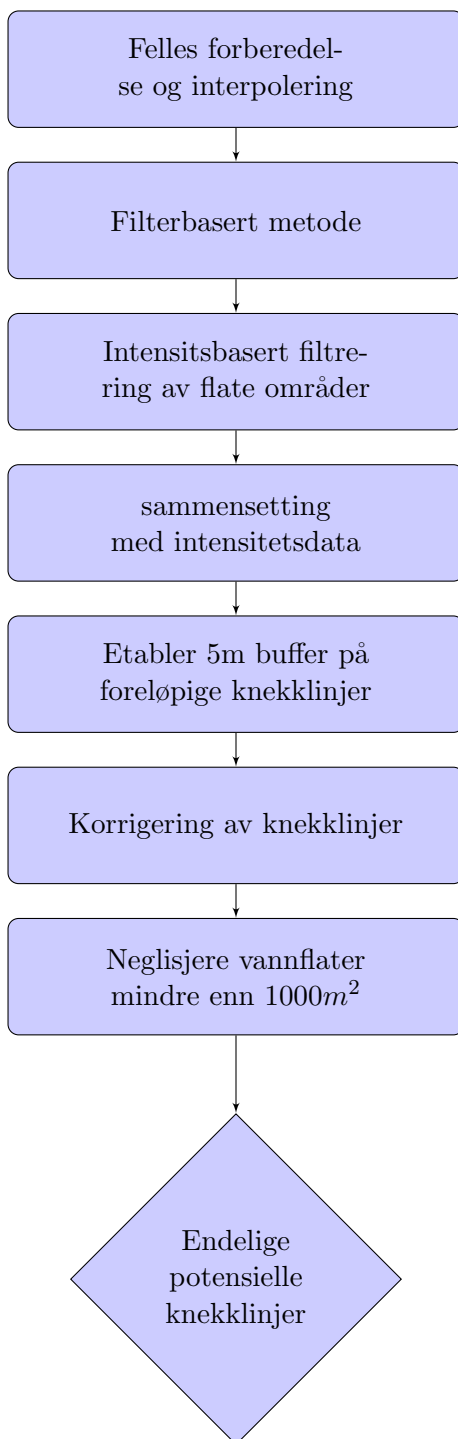 Felles forberedel-
se og interpolering
Filterbasert metode
Intensitsbasert filtre-
ring av flate områder
sammensetting
med intensitetsdata
Etabler 5m buffer på
foreløpige knekklinjer
Korrigering av knekklinjer
Neglisjere vannflater
mindre enn 1000m²
Endelige
potensielle
knekklinjer